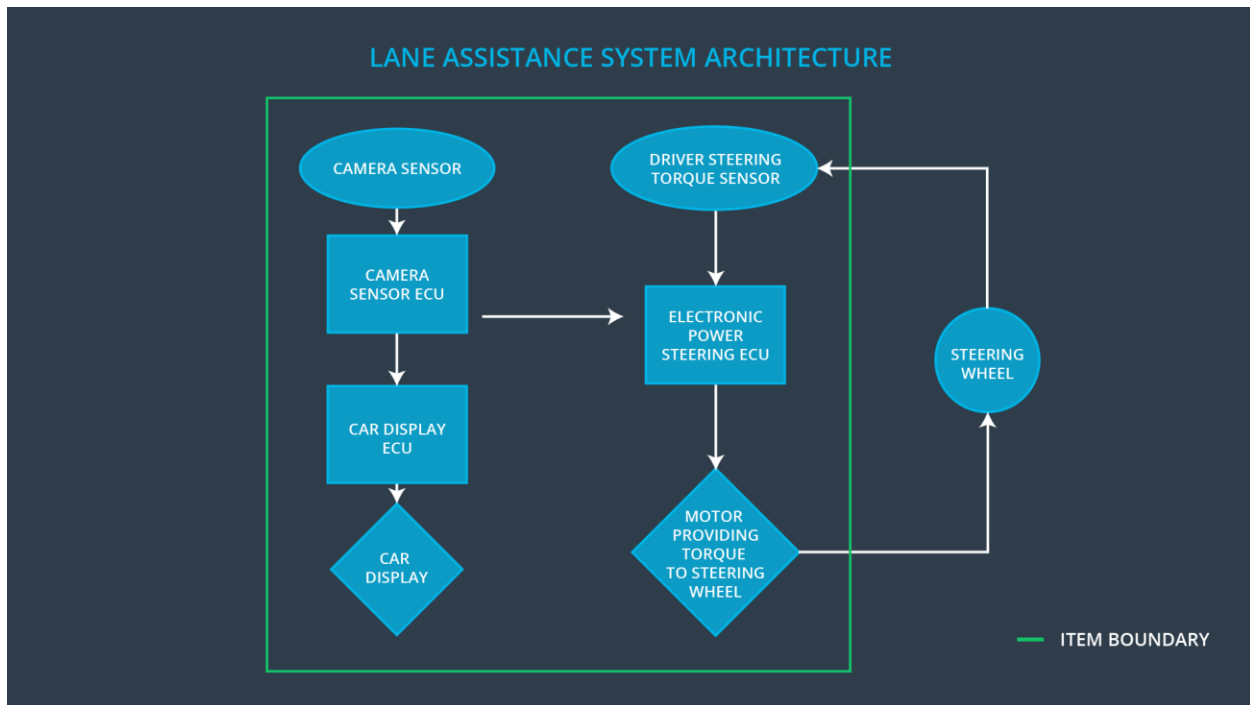 LANE ASSISTANCE SYSTEM ARCHITECTURE
CAMERA SENSOR
CAMERA
SENSOR ECU
CAR DISPLAY
ECU
CAR
DISPLAY
DRIVER STEERING
TORQUE SENSOR
ELECTRONIC
POWER
STEERING ECU
MOTOR
PROVIDING
TORQUE
TO STEERING
WHEEL
STEERING
WHEEL
ITEM BOUNDARY